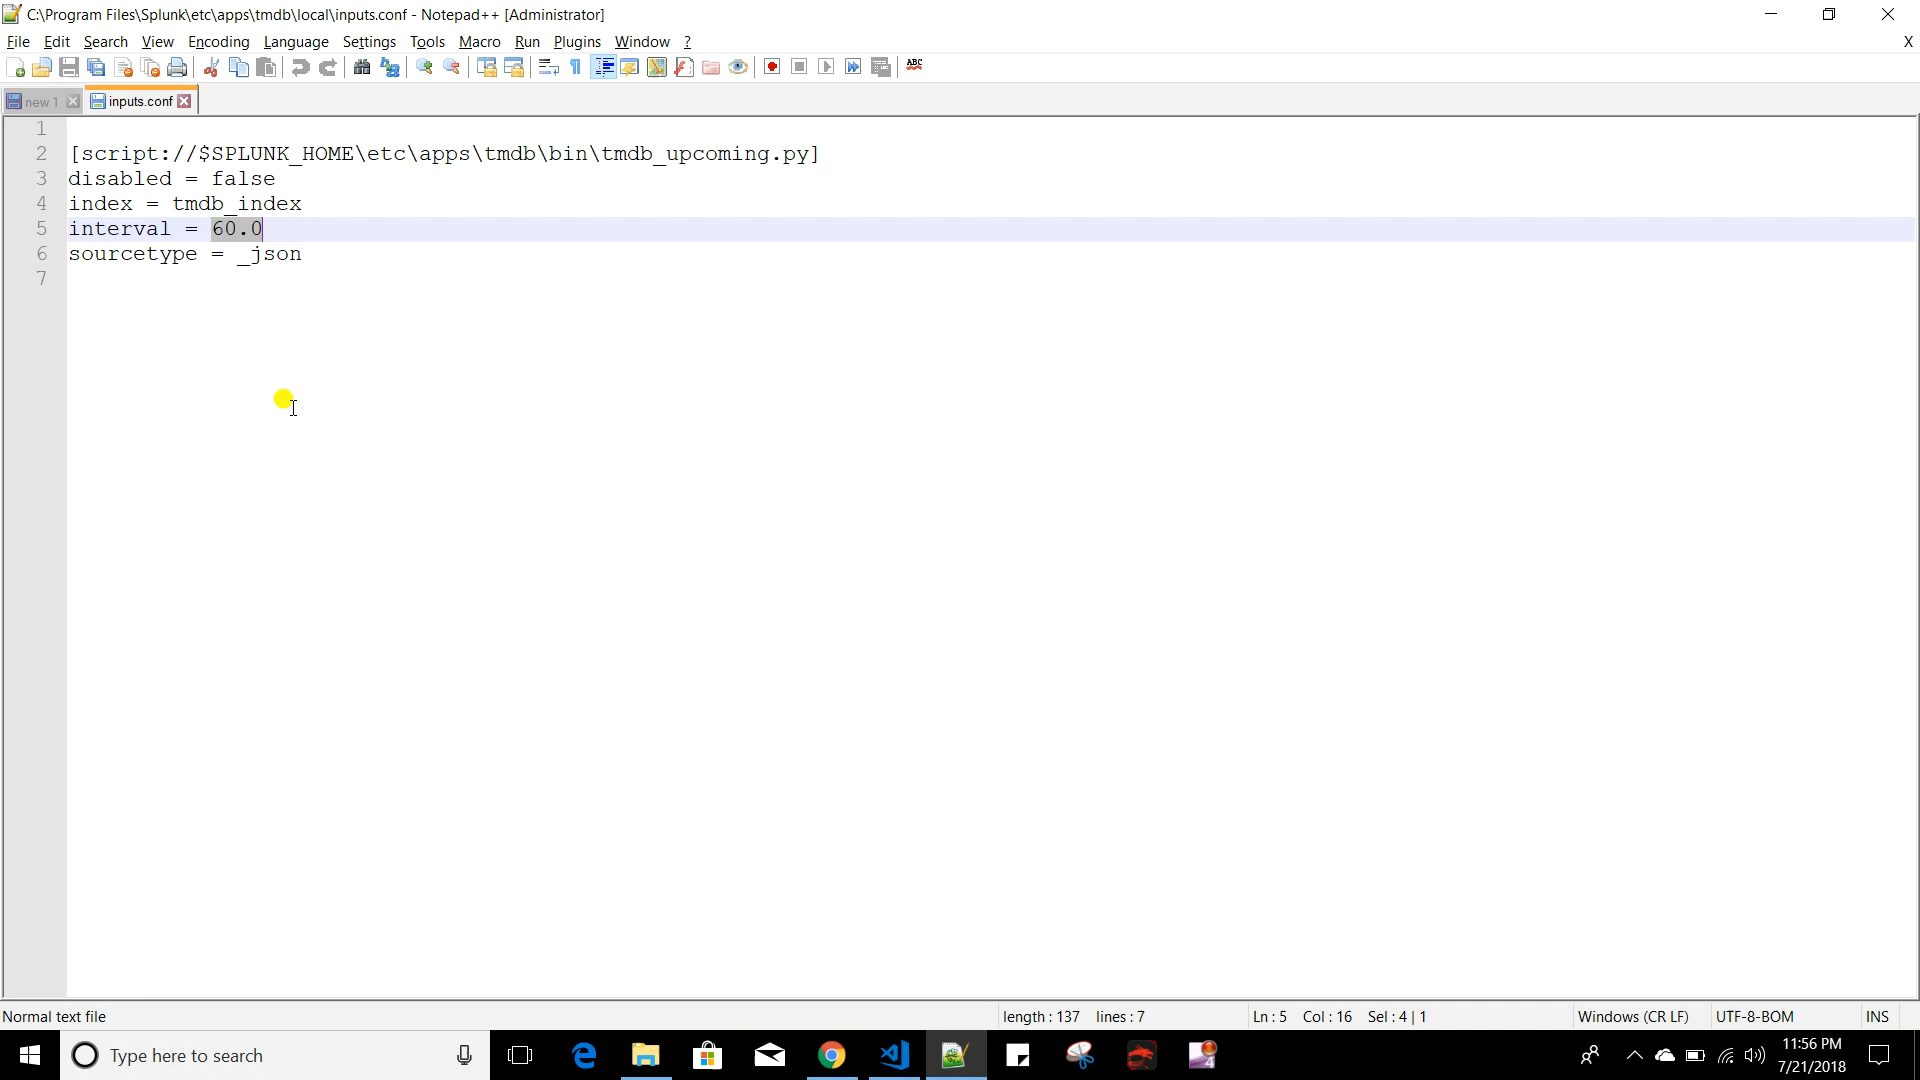 C:\Program Files\Splunk\etc\apps\tmdb\local\inputs.conf - Notepad++ [Administrator]
File Edit Search View Encoding Language Settings Tools Macro Run Plugins Window ? X
ABC
new 1 inputs.conf
1
2 [script://$SPLUNK_HOME\etc\apps\tmdb\bin\tmdb_upcoming.py]
3 disabled = false
4 index = tmdb_index
5 interval = 60.0
6 sourcetype = _json
7
Normal text file length : 137 lines : 7 Ln : 5 Col : 16 Sel : 4 | 1 Windows (CR LF) UTF-8-BOM INS
Type here to search 11:56 PM
7/21/2018